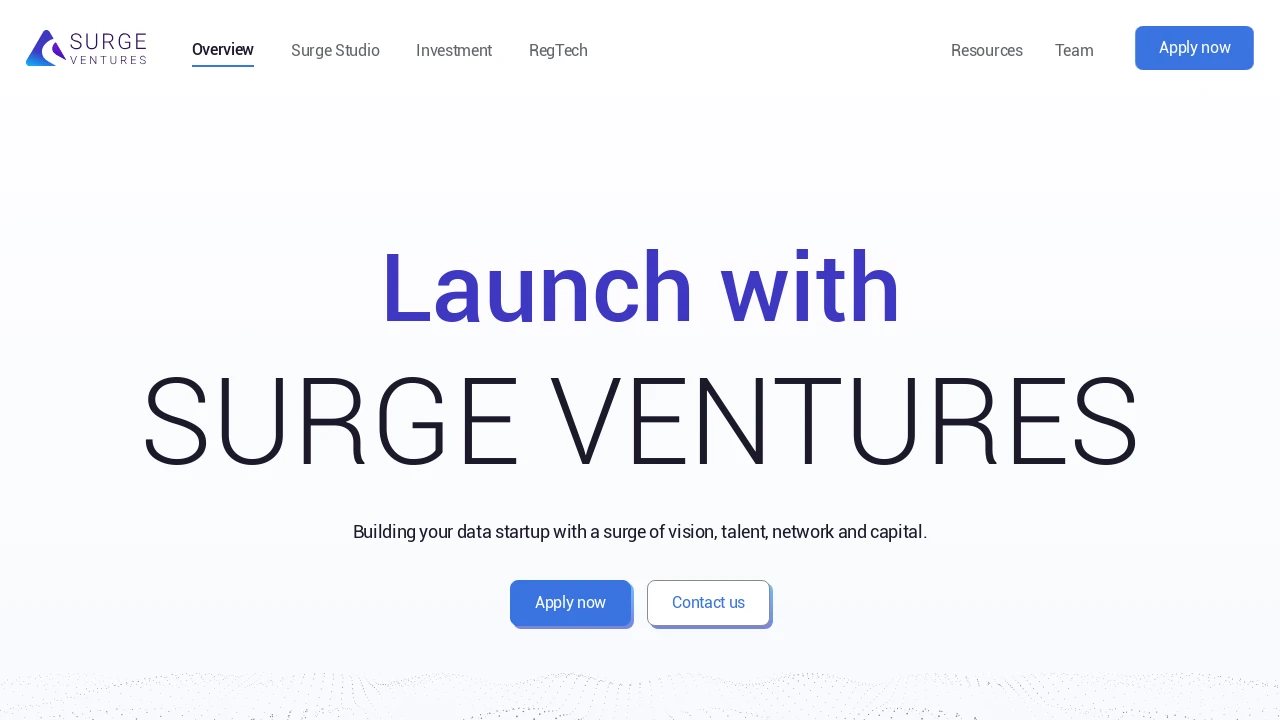 SURGE
VENTURES
Overview
Surge Studio
Investment
RegTech
Resources
Team
Apply now
Launch with
SURGE VENTURES
Building your data startup with a surge of vision, talent, network and capital.
Apply now
Contact us